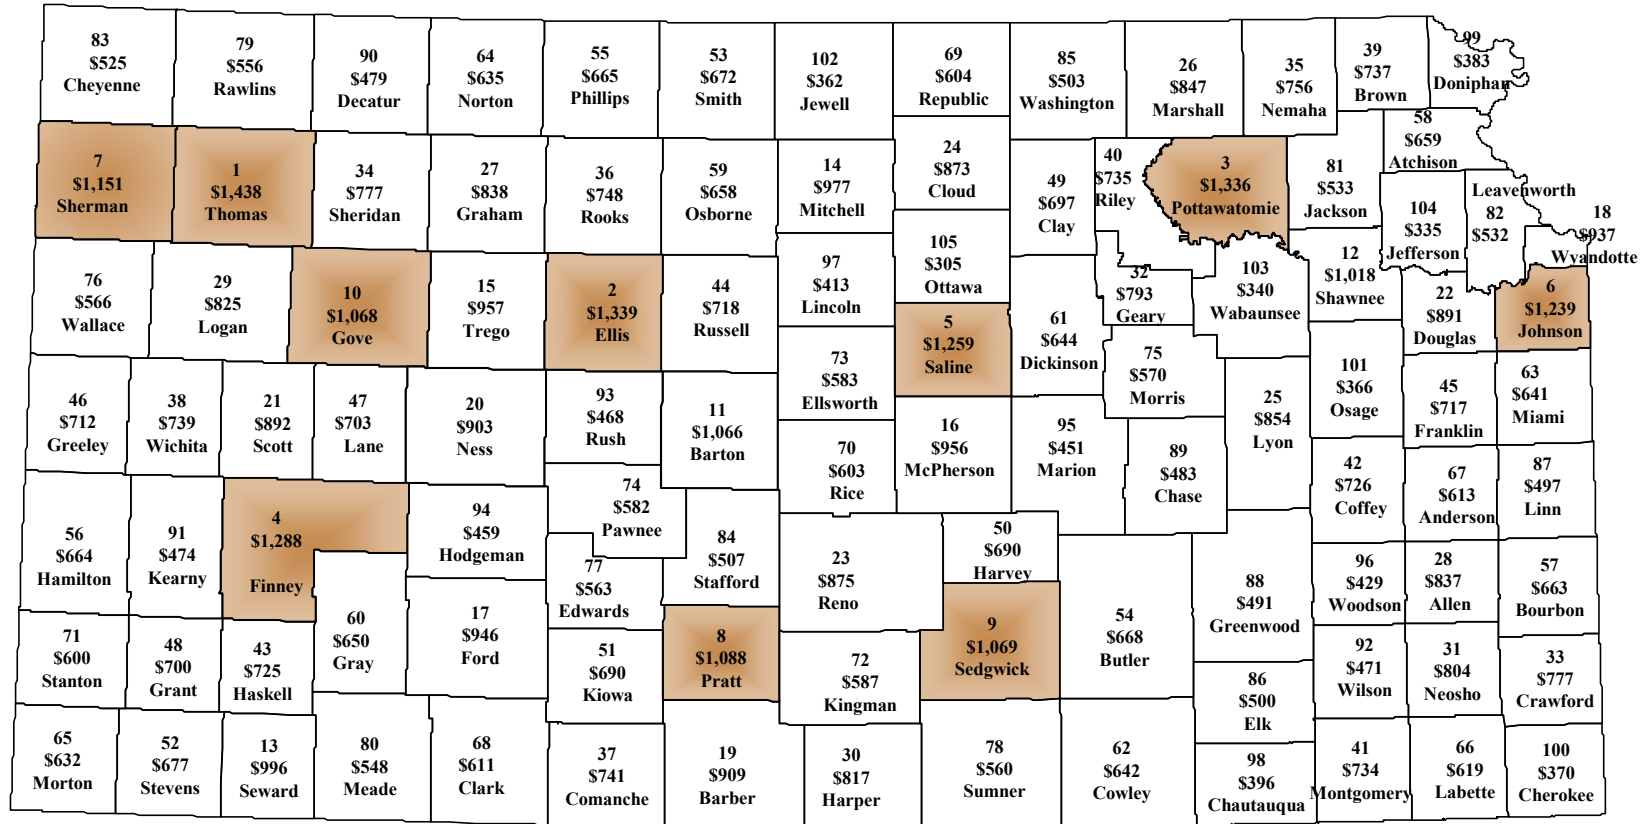 83
$525
Cheyenne
79
$556
Rawlins
90
$479
Decatur
64
$635
Norton
55
$665
Phillips
53
$672
Smith
102
$362
Jewell
69
$604
Republic
85
$503
Washington
26
$847
Marshall
35
$756
Nemaha
39
$737
Brown
99
$383
Doniphan
7
$1,151
Sherman
1
$1,438
Thomas
34
$777
Sheridan
27
$838
Graham
36
$748
Rooks
59
$658
Osborne
14
$977
Mitchell
24
$873
Cloud
49
$697
Clay
40
$735
Riley
3
$1,336
Pottawatomie
81
$533
Jackson
58
$659
Atchison
104
$335
Jefferson
Leavenworth
82
$532
18
$937
Wyandotte
76
$566
Wallace
29
$825
Logan
10
$1,068
Gove
15
$957
Trego
2
$1,339
Ellis
44
$718
Russell
97
$413
Lincoln
105
$305
Ottawa
5
$1,259
Saline
61
$644
Dickinson
32
$793
Geary
103
$340
Wabaunsee
12
$1,018
Shawnee
22
$891
Douglas
6
$1,239
Johnson
46
$712
Greeley
38
$739
Wichita
21
$892
Scott
47
$703
Lane
20
$903
Ness
93
$468
Rush
11
$1,066
Barton
73
$583
Ellsworth
70
$603
Rice
16
$956
McPherson
95
$451
Marion
75
$570
Morris
89
$483
Chase
25
$854
Lyon
101
$366
Osage
45
$717
Franklin
63
$641
Miami
56
$664
Hamilton
91
$474
Kearny
4
$1,288
Finney
94
$459
Hodgeman
74
$582
Pawnee
77
$563
Edwards
84
$507
Stafford
23
$875
Reno
50
$690
Harvey
42
$726
Coffey
67
$613
Anderson
87
$497
Linn
71
$600
Stanton
48
$700
Grant
43
$725
Haskell
60
$650
Gray
17
$946
Ford
51
$690
Kiowa
8
$1,088
Pratt
72
$587
Kingman
9
$1,069
Sedgwick
54
$668
Butler
88
$491
Greenwood
96
$429
Woodson
28
$837
Allen
57
$663
Bourbon
86
$500
Elk
92
$471
Wilson
31
$804
Neosho
33
$777
Crawford
65
$632
Morton
52
$677
Stevens
13
$996
Seward
80
$548
Meade
68
$611
Clark
37
$741
Comanche
19
$909
Barber
30
$817
Harper
78
$560
Sumner
62
$642
Cowley
98
$396
Chautauqua
41
$734
Montgomery
66
$619
Labette
100
$370
Cherokee